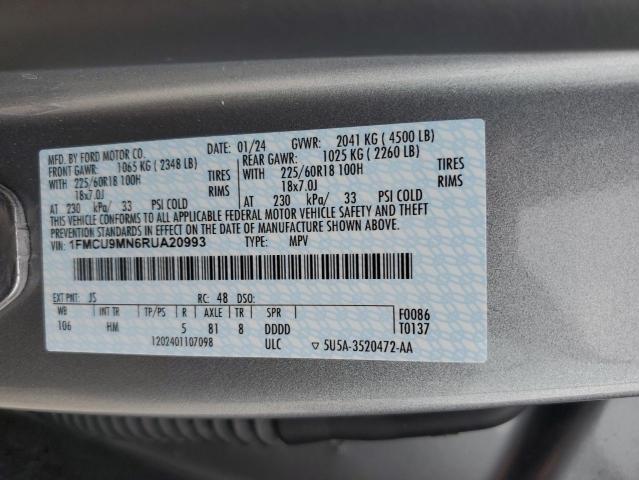 MFD. BY FORD MOTOR CO. DATE: 01/24 GVWR: 2041 KG ( 4500 LB)
FRONT GAWR: 1065 KG ( 2348 LB) REAR GAWR: 1025 KG ( 2260 LB)
WITH 225/60R18 100H TIRES WITH 225/60R18 100H TIRES
18x7.0J RIMS 18x7.0J RIMS
AT 230 kPa/ 33 PSI COLD AT 230 kPa/ 33 PSI COLD
THIS VEHICLE CONFORMS TO ALL APPLICABLE FEDERAL MOTOR VEHICLE SAFETY AND THEFT
PREVENTION STANDARDS IN EFFECT ON THE DATE OF MANUFACTURE SHOWN ABOVE.
VIN: 1FMCU9MN6RUA20993 TYPE: MPV
EXT PNT: JS RC: 48 DSO:
WB INT TR TP/PS R AXLE TR SPR F0086
106 HM 5 81 8 DDDD T0137
1202401107098 ULC ▽ 5U5A-3520472-AA